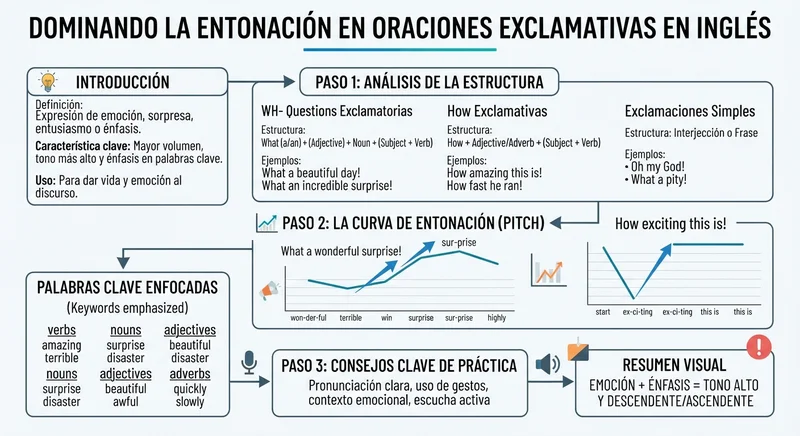 DOMINANDO LA ENTONACIÓN EN ORACIONES EXCLAMATIVAS EN INGLÉS
INTRODUCCIÓN
Definición:
Expresión de emoción, sorpresa,
entusiasmo o énfasis.
Característica clave: Mayor volumen,
tono más alto y énfasis en palabras clave.
Uso: Para dar vida y emoción al
discurso.
PASO 1: ANÁLISIS DE LA ESTRUCTURA
WH- Questions Exclamatorias
Estructura:
What (a/an) + (Adjective) + Noun + (Subject + Verb)
Ejemplos:
What a beautiful day!
What an incredible surprise!
How Exclamativas
Estructura:
How + Adjective/Adverb + (Subject + Verb)
Ejemplos:
How amazing this is!
How fast he ran!
Exclamaciones Simples
Estructura: Interjección o Frase
Ejemplos:
• Oh my God!
• What a pity!
PASO 2: LA CURVA DE ENTONACIÓN (PITCH)
What a wonderful surprise!
sur-prise
won-der-ful terrible win surprise sur-prise highly
How exciting this is!
start ex-ci-ting ex-ci-ting this is this is
PALABRAS CLAVE ENFOCADAS
(Keywords emphasized)
verbs nouns adjectives
amazing surprise beautiful
terrible disaster disaster
nouns adjectives adverbs
surprise beautiful quickly
disaster awful slowly
PASO 3: CONSEJOS CLAVE DE PRÁCTICA
Pronunciación clara, uso de gestos,
contexto emocional, escucha activa
RESUMEN VISUAL
EMOCIÓN + ÉNFASIS = TONO ALTO
Y DESCENDENTE/ASCENDENTE